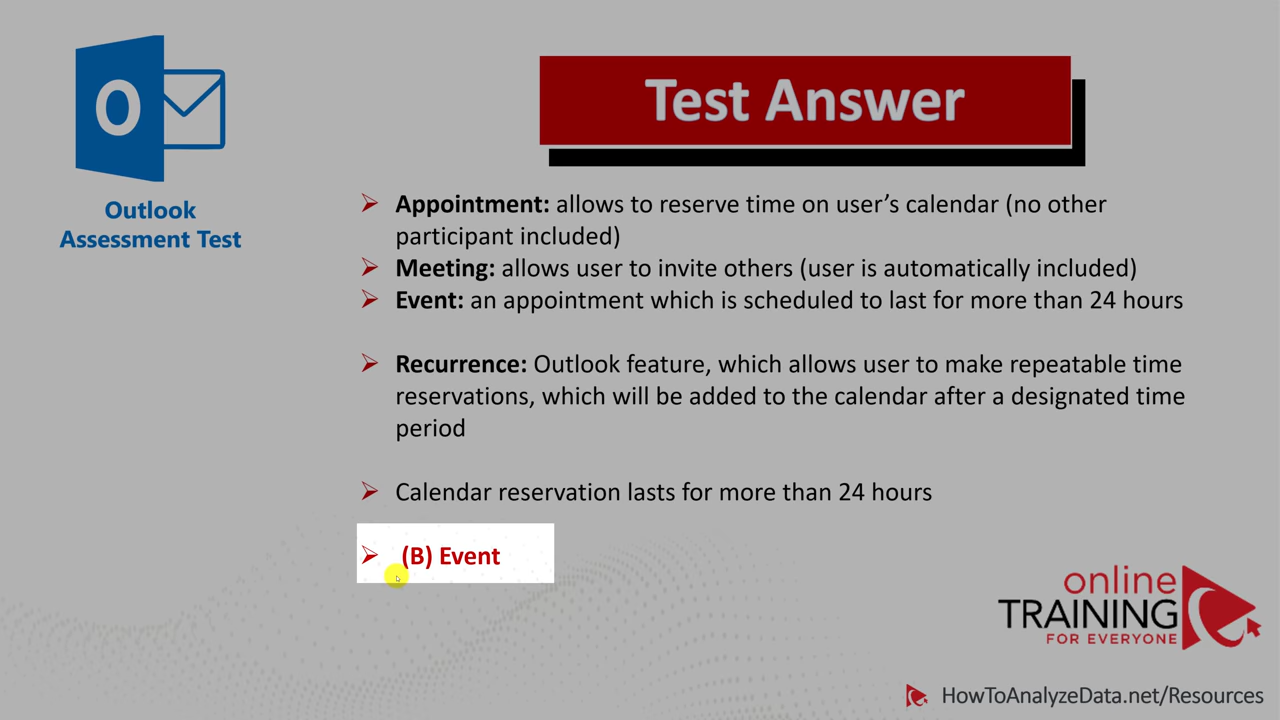 O
Outlook
Assessment Test
Test Answer
Appointment: allows to reserve time on user’s calendar (no other
participant included)
Meeting: allows user to invite others (user is automatically included)
Event: an appointment which is scheduled to last for more than 24 hours
Recurrence: Outlook feature, which allows user to make repeatable time
reservations, which will be added to the calendar after a designated time
period
Calendar reservation lasts for more than 24 hours
(B) Event
online
TRAINING
FOR EVERYONE
HowToAnalyzeData.net/Resources